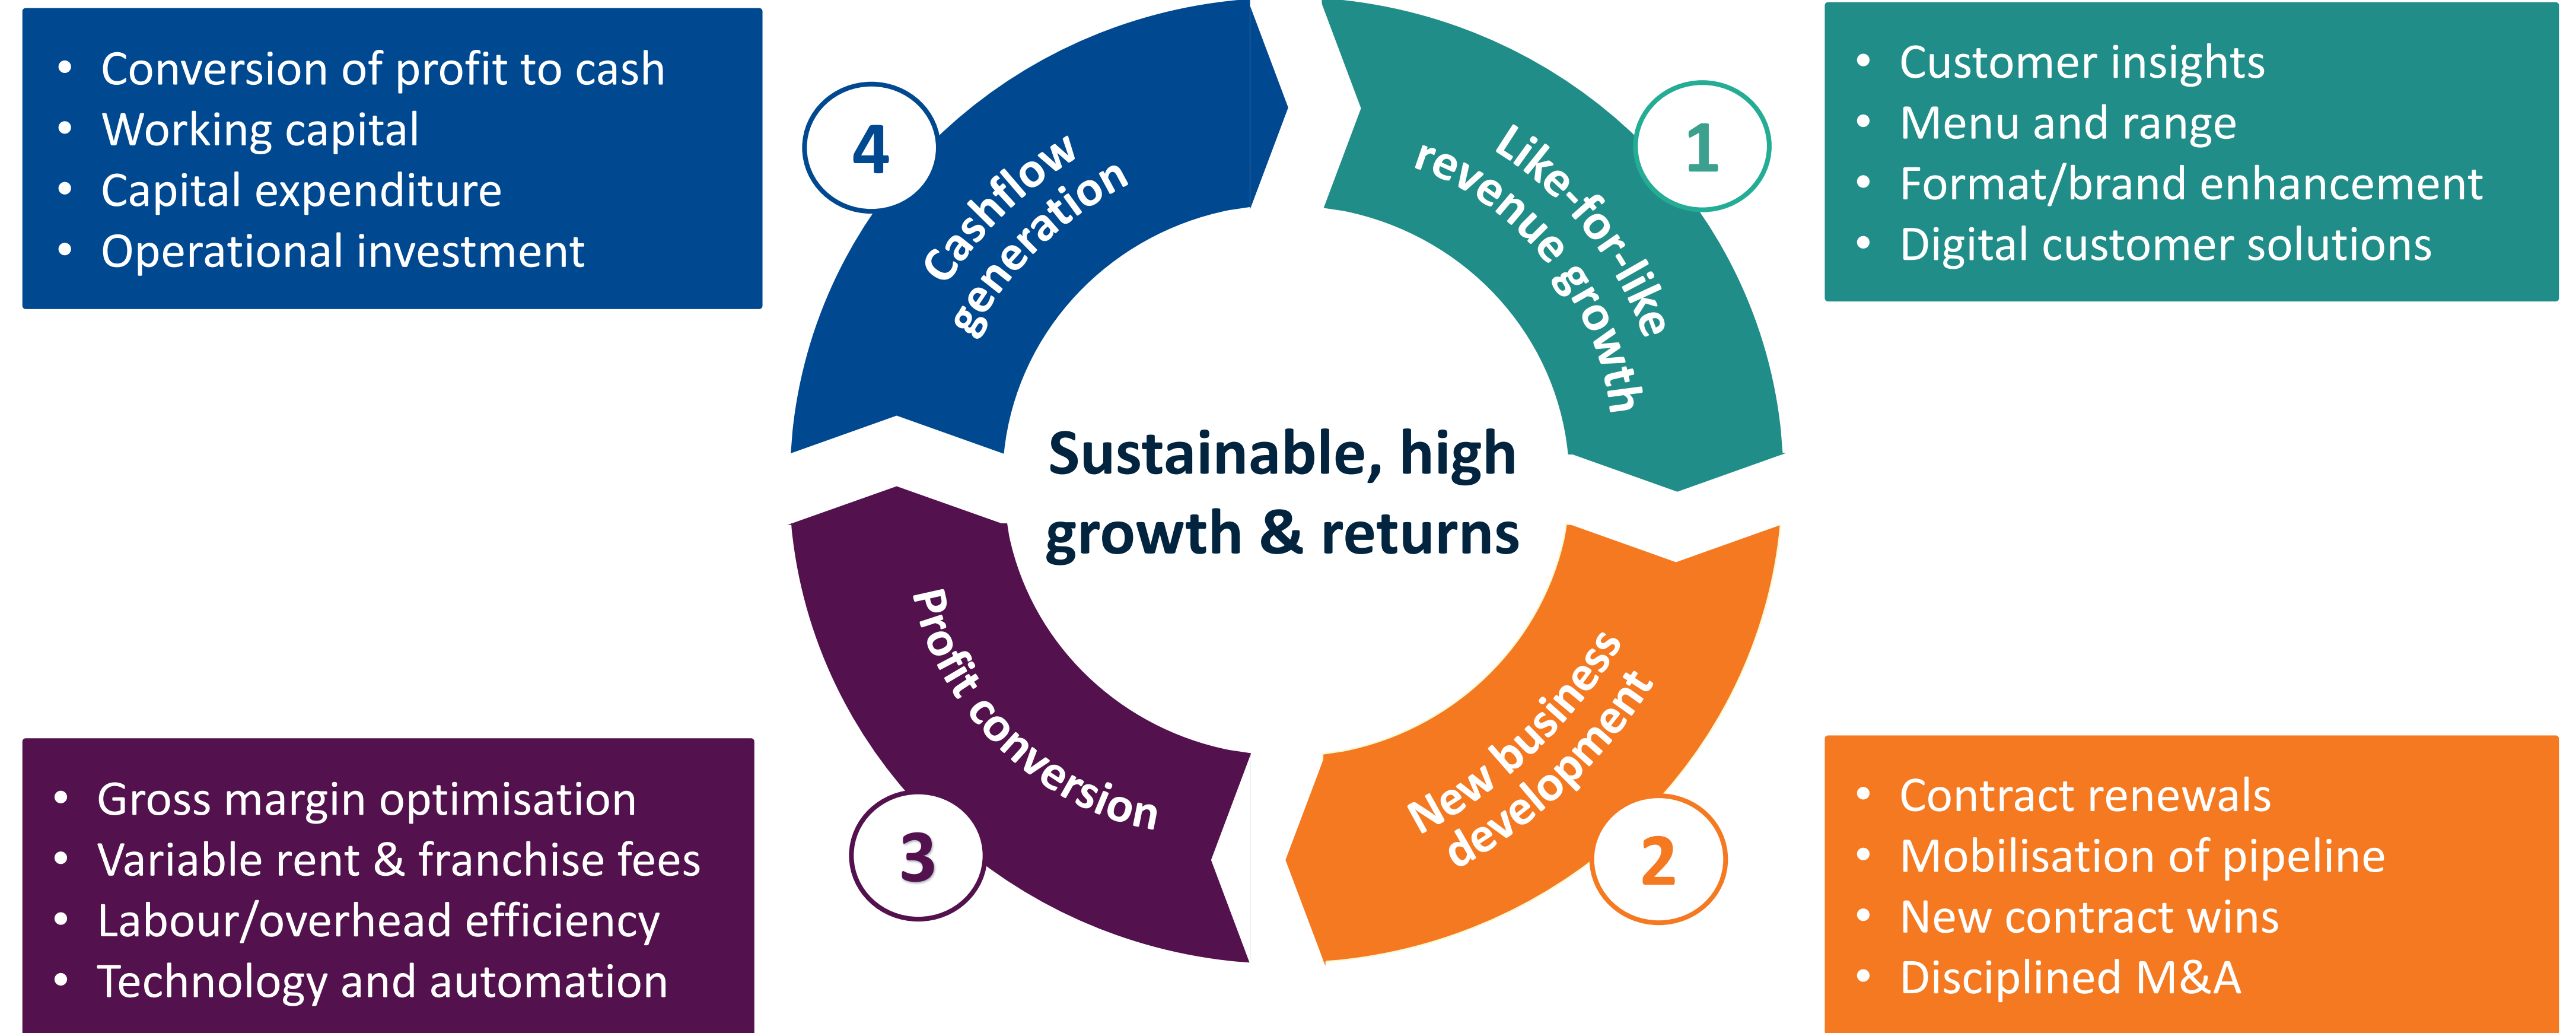 • Conversion of profit to cash
• Working capital
• Capital expenditure
• Operational investment
4
Cashflow
generation
1
Like-for-like
revenue growth
• Customer insights
• Menu and range
• Format/brand enhancement
• Digital customer solutions
Sustainable, high
growth & returns
• Gross margin optimisation
• Variable rent & franchise fees
• Labour/overhead efficiency
• Technology and automation
3
Profit conversion
2
New business
development
• Contract renewals
• Mobilisation of pipeline
• New contract wins
• Disciplined M&A